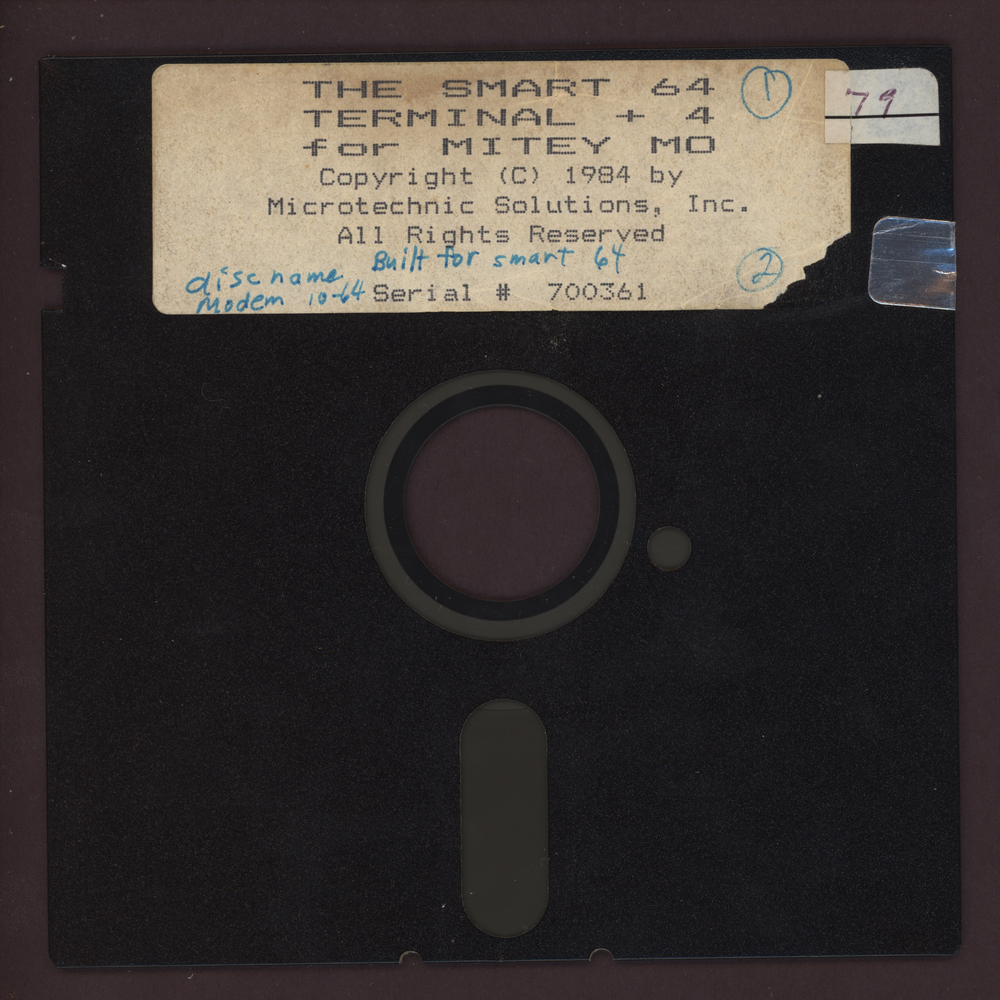 THE SMART 64
TERMINAL + 4
for MITEY MO
Copyright (C) 1984 by
Microtechnic Solutions, Inc.
All Rights Reserved
Built for smart 64
disc name
Modem 10-64
Serial # 700361
1
2
79